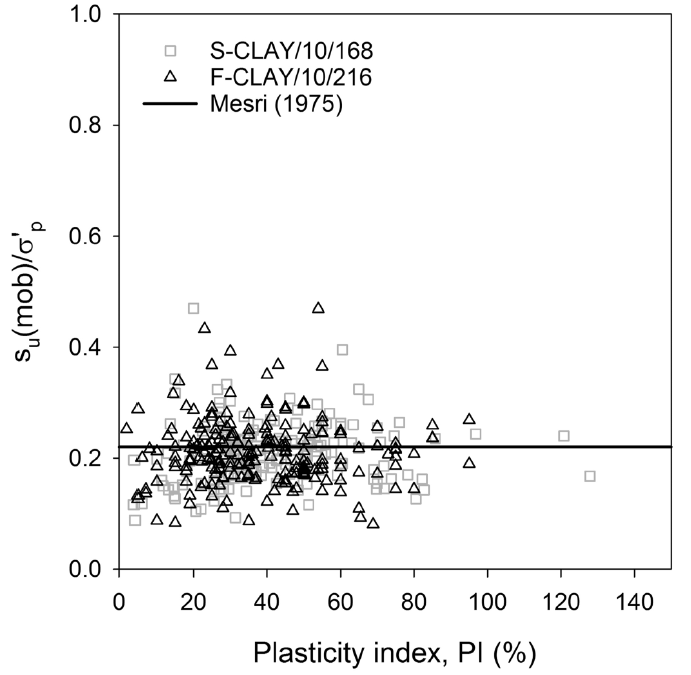 1.0
0.8
0.6
0.4
0.2
0.0
0 20 40 60 80 100 120 140
S-CLAY/10/168
F-CLAY/10/216
Mesri (1975)
su(mob)/σ'p
Plasticity index, PI (%)